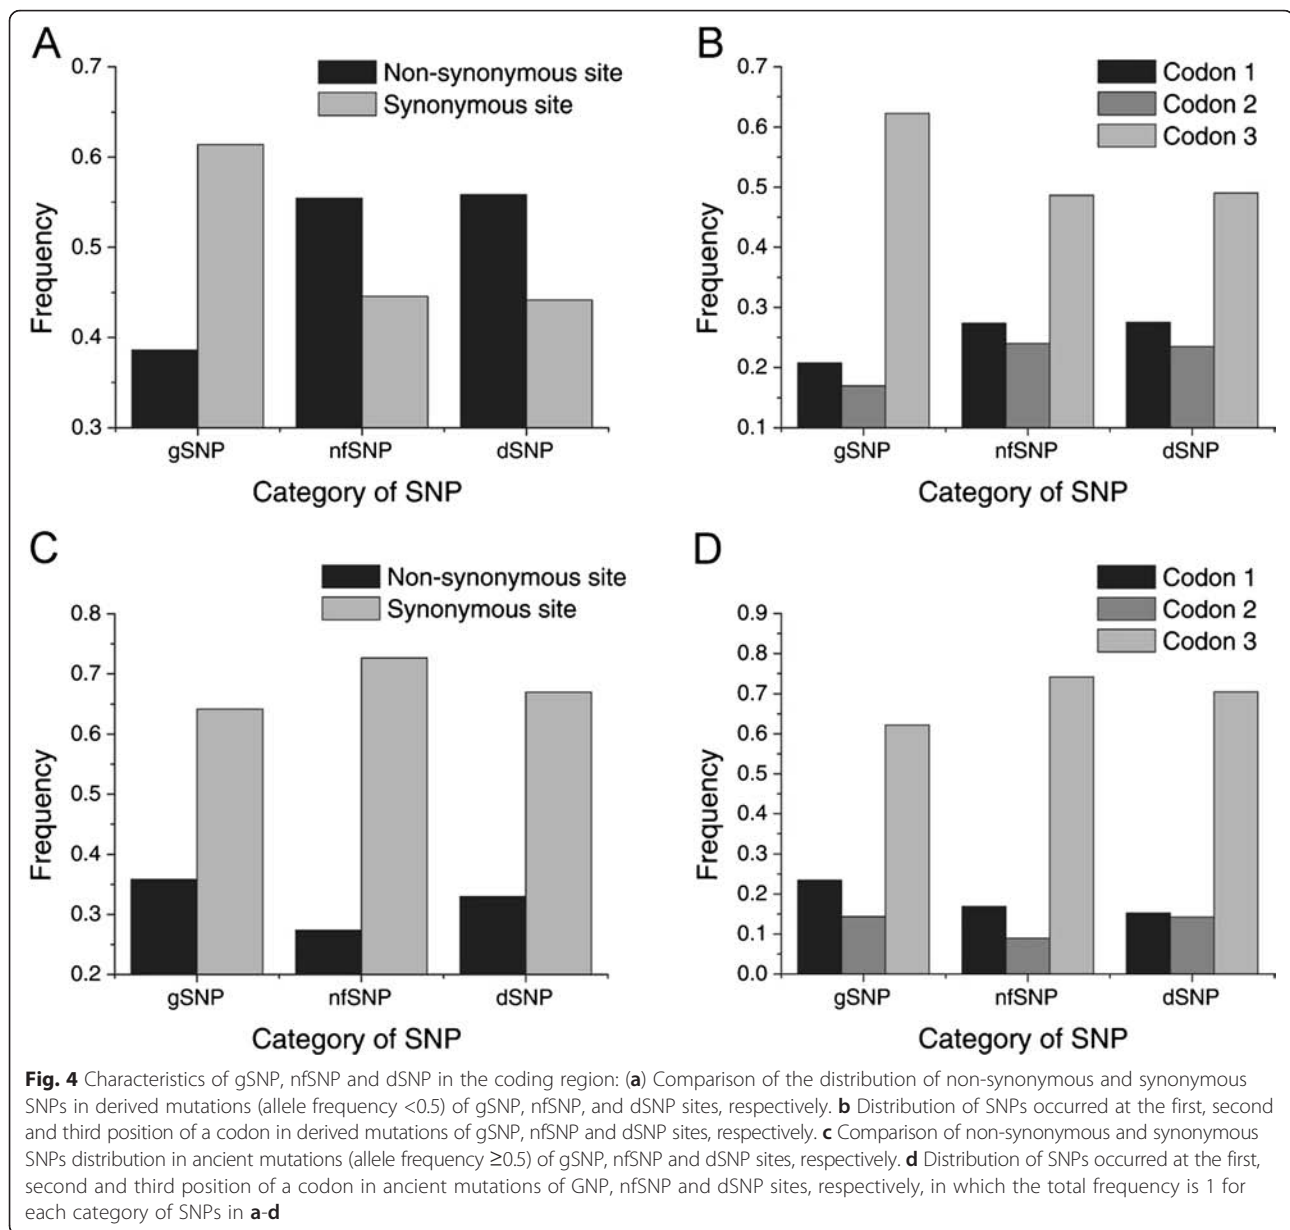 A
0.7
0.6
0.5
0.4
0.3
Frequency
Non-synonymous site
Synonymous site
gSNP nfSNP dSNP
Category of SNP
B
0.7
0.6
0.5
0.4
0.3
0.2
0.1
Frequency
Codon 1
Codon 2
Codon 3
gSNP nfSNP dSNP
Category of SNP
C
0.8
0.7
0.6
0.5
0.4
0.3
0.2
Frequency
Non-synonymous site
Synonymous site
gSNP nfSNP dSNP
Category of SNP
D
0.9
0.8
0.7
0.6
0.5
0.4
0.3
0.2
0.1
0.0
Frequency
Codon 1
Codon 2
Codon 3
gSNP nfSNP dSNP
Category of SNP
Fig. 4 Characteristics of gSNP, nfSNP and dSNP in the coding region: (a) Comparison of the distribution of non-synonymous and synonymous
SNPs in derived mutations (allele frequency <0.5) of gSNP, nfSNP, and dSNP sites, respectively. b Distribution of SNPs occurred at the first, second
and third position of a codon in derived mutations of gSNP, nfSNP and dSNP sites, respectively. c Comparison of non-synonymous and synonymous
SNPs distribution in ancient mutations (allele frequency ≥0.5) of gSNP, nfSNP and dSNP sites, respectively. d Distribution of SNPs occurred at the first,
second and third position of a codon in ancient mutations of GNP, nfSNP and dSNP sites, respectively, in which the total frequency is 1 for
each category of SNPs in a-d